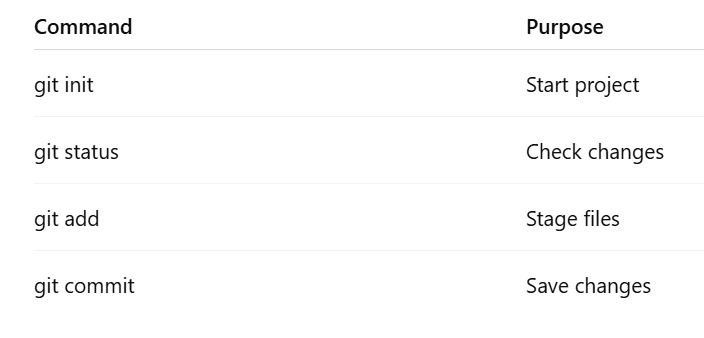 Command Purpose
git init Start project
git status Check changes
git add Stage files
git commit Save changes